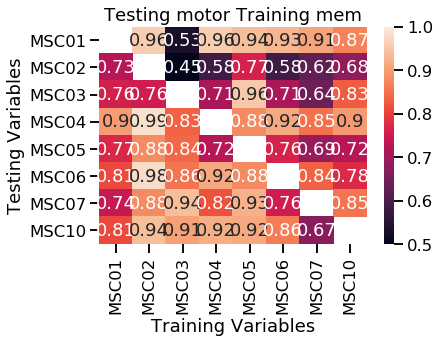 Testing motor Training mem
MSC01 0.96 0.53 0.96 0.94 0.93 0.91 0.87
MSC02 0.73 0.45 0.58 0.77 0.58 0.62 0.68
MSC03 0.76 0.76 0.71 0.96 0.71 0.64 0.83
MSC04 0.9 0.99 0.83 0.88 0.92 0.85 0.9
MSC05 0.77 0.88 0.84 0.72 0.76 0.69 0.72
MSC06 0.81 0.98 0.86 0.92 0.88 0.84 0.78
MSC07 0.74 0.88 0.94 0.82 0.93 0.76 0.85
MSC10 0.81 0.94 0.91 0.92 0.92 0.86 0.67
MSC01 MSC02 MSC03 MSC04 MSC05 MSC06 MSC07 MSC10
Training Variables
Testing Variables
1.0
0.9
0.8
0.7
0.6
0.5